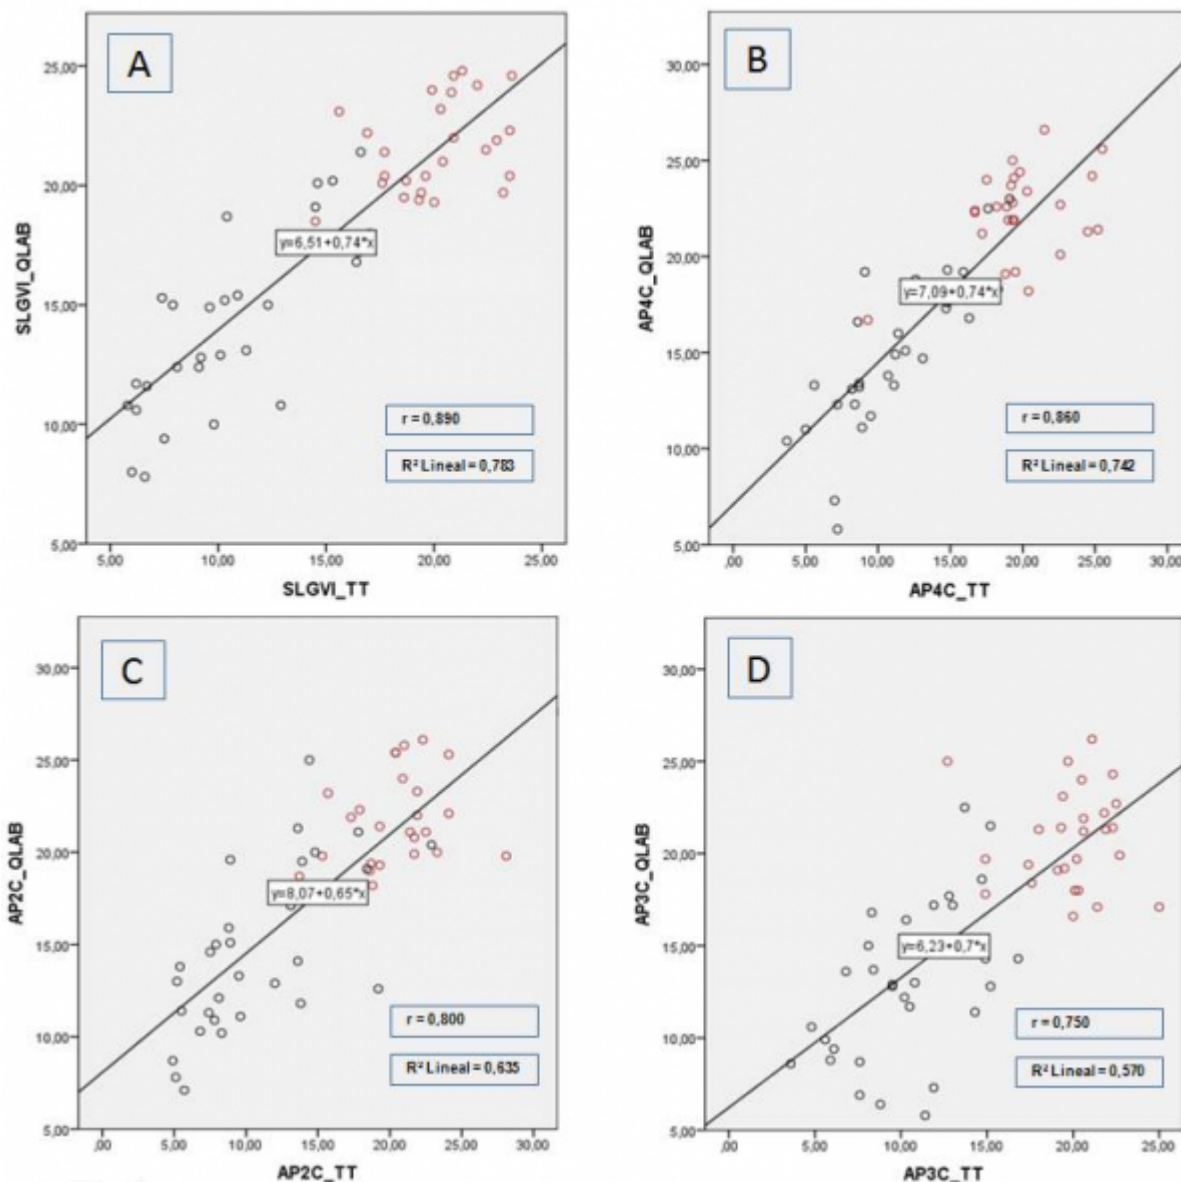 A
25,00
20,00
15,00
10,00
5,00
SLGVI_QLAB
y=6,51+0,74*x
r = 0,890
R² Lineal = 0,783
5,00 10,00 15,00 20,00 25,00
SLGVI_TT
B
30,00
25,00
20,00
15,00
10,00
5,00
AP4C_QLAB
y=7,09+0,74*x
r = 0,860
R² Lineal = 0,742
,00 5,00 10,00 15,00 20,00 25,00 30,00
AP4C_TT
C
30,00
25,00
20,00
15,00
10,00
5,00
AP2C_QLAB
y=8,07+0,65*x
r = 0,800
R² Lineal = 0,635
,00 5,00 10,00 15,00 20,00 25,00 30,00
AP2C_TT
D
30,00
25,00
20,00
15,00
10,00
5,00
AP3C_QLAB
y=6,23+0,7*x
r = 0,750
R² Lineal = 0,570
,00 5,00 10,00 15,00 20,00 25,00
AP3C_TT